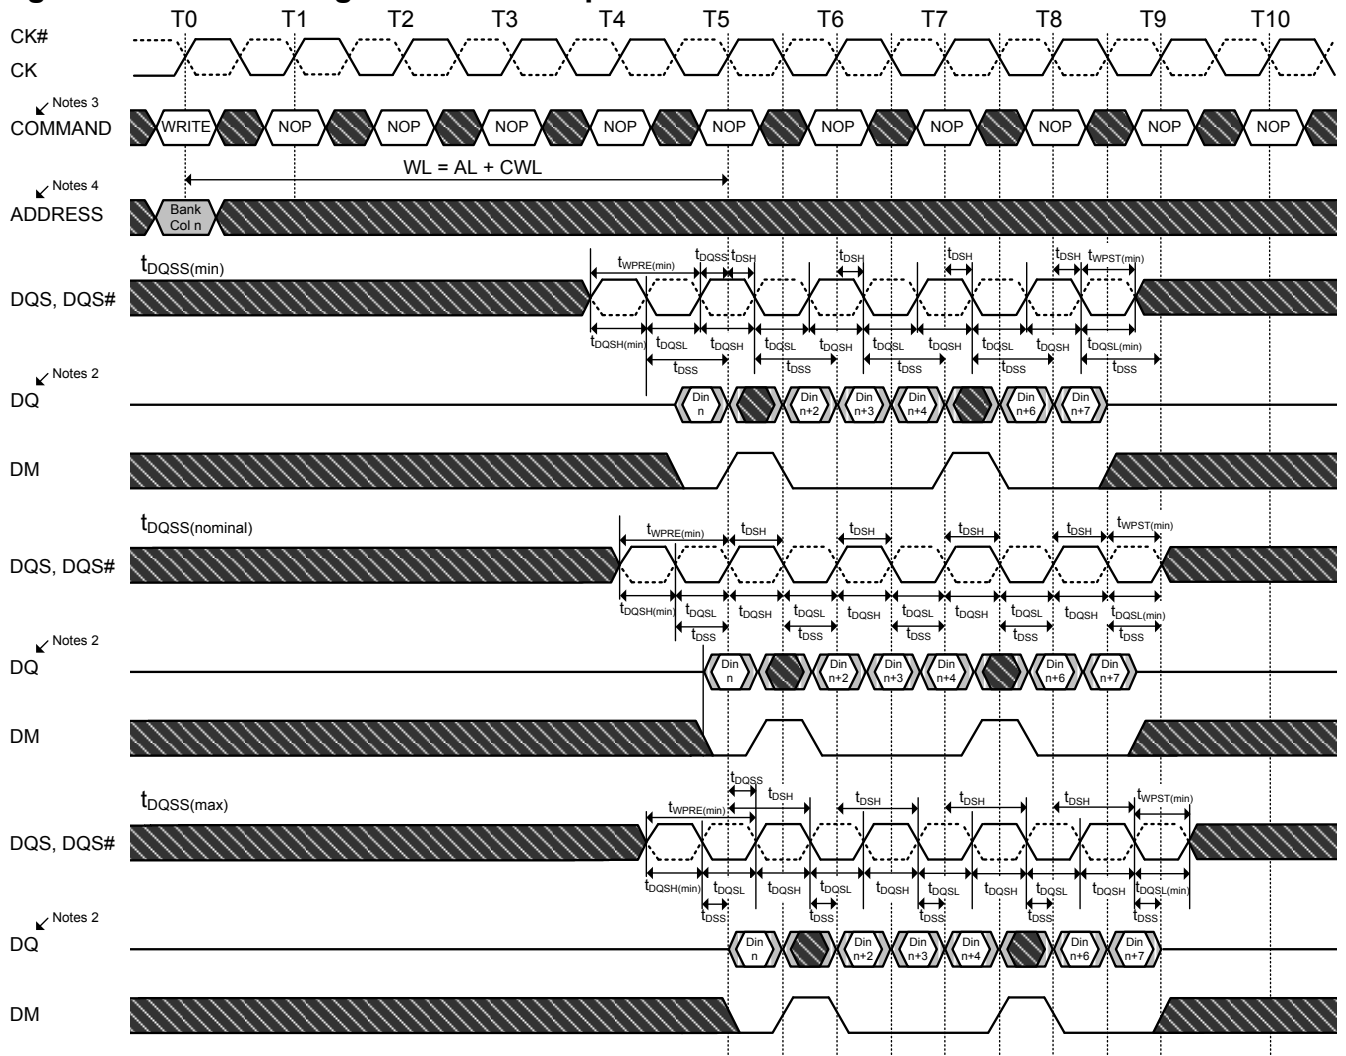 T0 T1 T2 T3 T4 T5 T6 T7 T8 T9 T10
CK#
CK
Notes 3
COMMAND WRITE NOP NOP NOP NOP NOP NOP NOP NOP NOP NOP
WL = AL + CWL
Notes 4
ADDRESS
Bank
Col n
tDQSS(min) tWPRE(min) tDQSS tDSH tDSH tDSH tDSH tWPST(min)
DQS, DQS#
tDQSH(min) tDQSL tDQSH tDQSL tDQSH tDQSL tDQSH tDQSL tDQSH tDQSL(min)
tDSS tDSS tDSS tDSS tDSS
Notes 2
DQ
Din n Din n+2 Din n+3 Din n+4 Din n+6 Din n+7
DM
tDQSS(nominal) tWPRE(min) tDSH tDSH tDSH tDSH tWPST(min)
DQS, DQS#
tDQSH(min) tDQSL tDQSH tDQSL tDQSH tDQSL tDQSH tDQSL tDQSH tDQSL(min)
tDSS tDSS tDSS tDSS tDSS
Notes 2
DQ
Din n Din n+2 Din n+3 Din n+4 Din n+6 Din n+7
DM
tDQSS
tDQSS(max) tWPRE(min) tDSH tDSH tDSH tDSH tWPST(min)
DQS, DQS#
tDQSH(min) tDQSL tDQSH tDQSL tDQSH tDQSL tDQSH tDQSL tDQSH tDQSL(min)
tDSS tDSS tDSS tDSS tDSS
Notes 2
DQ
Din n Din n+2 Din n+3 Din n+4 Din n+6 Din n+7
DM